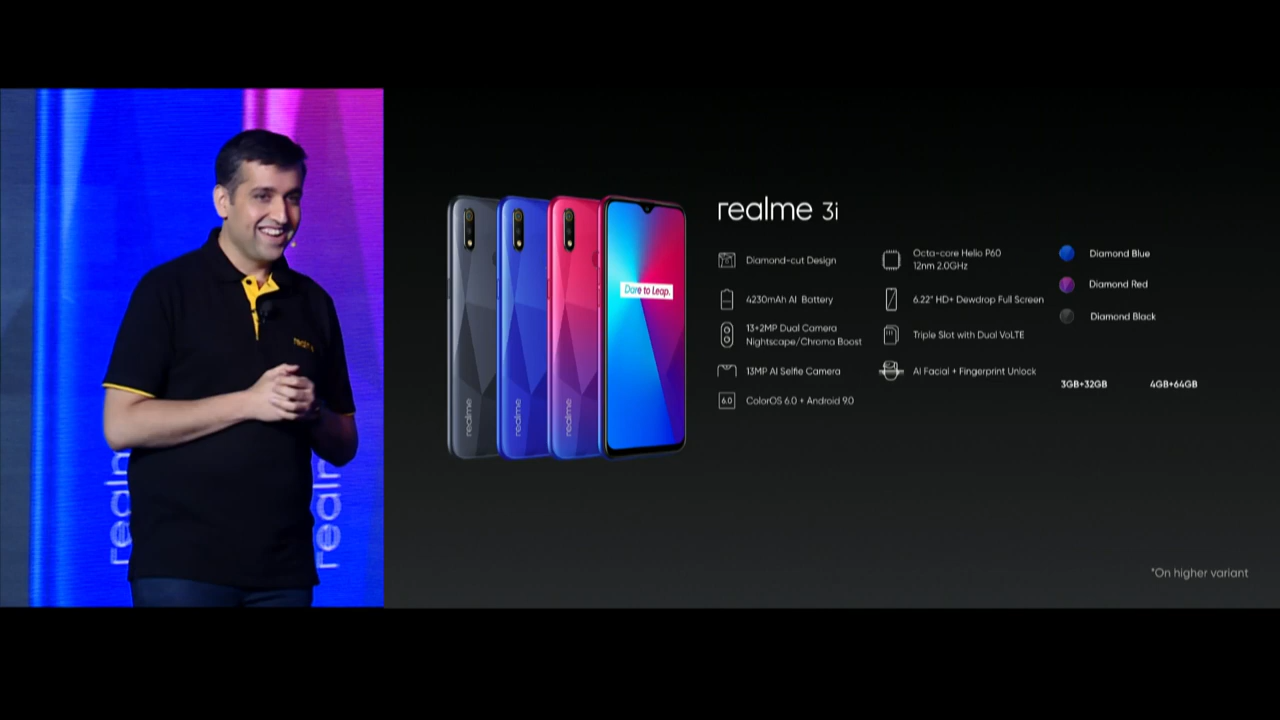 realme 3i
Diamond-cut Design
4230mAh AI Battery
13+2MP Dual Camera
Nightscape/Chroma Boost
13MP AI Selfie Camera
6.0
ColorOS 6.0 + Android 9.0
Octa-core Helio P60
12nm 2.0GHz
6.22" HD+ Dewdrop Full Screen
Triple Slot with Dual VoLTE
AI Facial + Fingerprint Unlock
Diamond Blue
Diamond Red
Diamond Black
3GB+32GB
4GB+64GB
*On higher variant
Dare to Leap.
realme
realme
realme